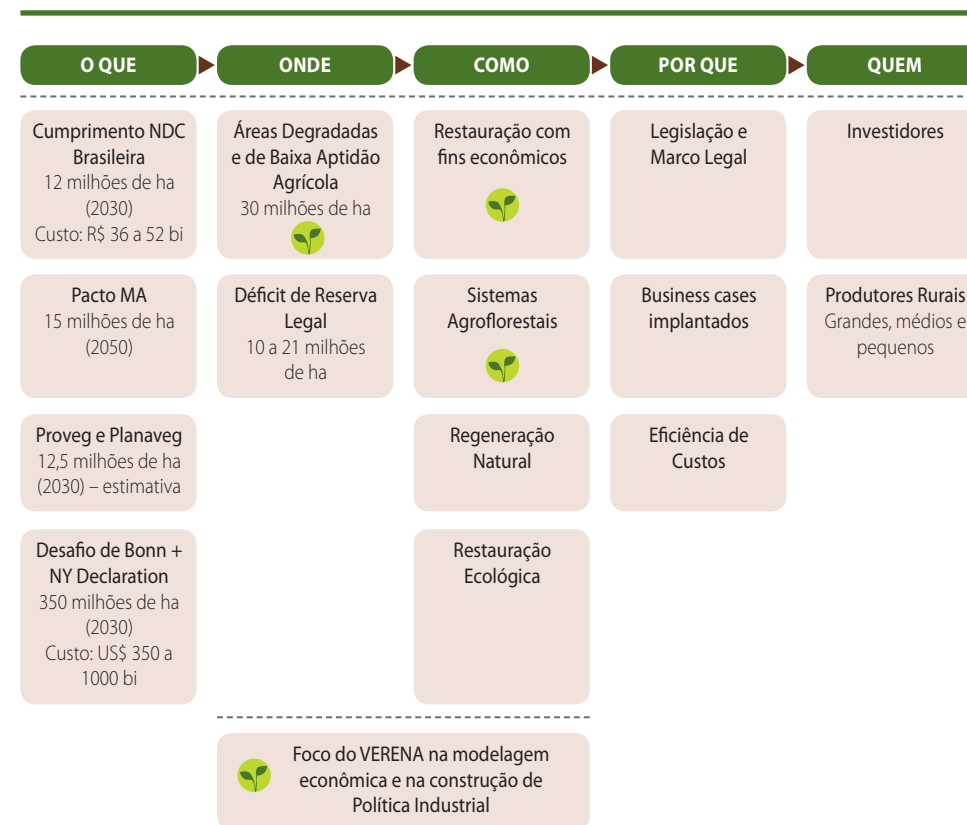 O QUE
ONDE
COMO
POR QUE
QUEM
Cumprimento NDC
Brasileira
12 milhões de ha
(2030)
Custo: R$ 36 a 52 bi
Áreas Degradadas
e de Baixa Aptidão
Agrícola
30 milhões de ha
Restauração com
fins econômicos
Legislação e
Marco Legal
Investidores
Pacto MA
15 milhões de ha
(2050)
Déficit de Reserva
Legal
10 a 21 milhões
de ha
Sistemas
Agroflorestais
Business cases
implantados
Produtores Rurais
Grandes, médios e
pequenos
Proveg e Planaveg
12,5 milhões de ha
(2030) – estimativa
Regeneração
Natural
Eficiência de
Custos
Desafio de Bonn +
NY Declaration
350 milhões de ha
(2030)
Custo: US$ 350 a
1000 bi
Restauração
Ecológica
Foco do VERENA na modelagem
econômica e na construção de
Política Industrial